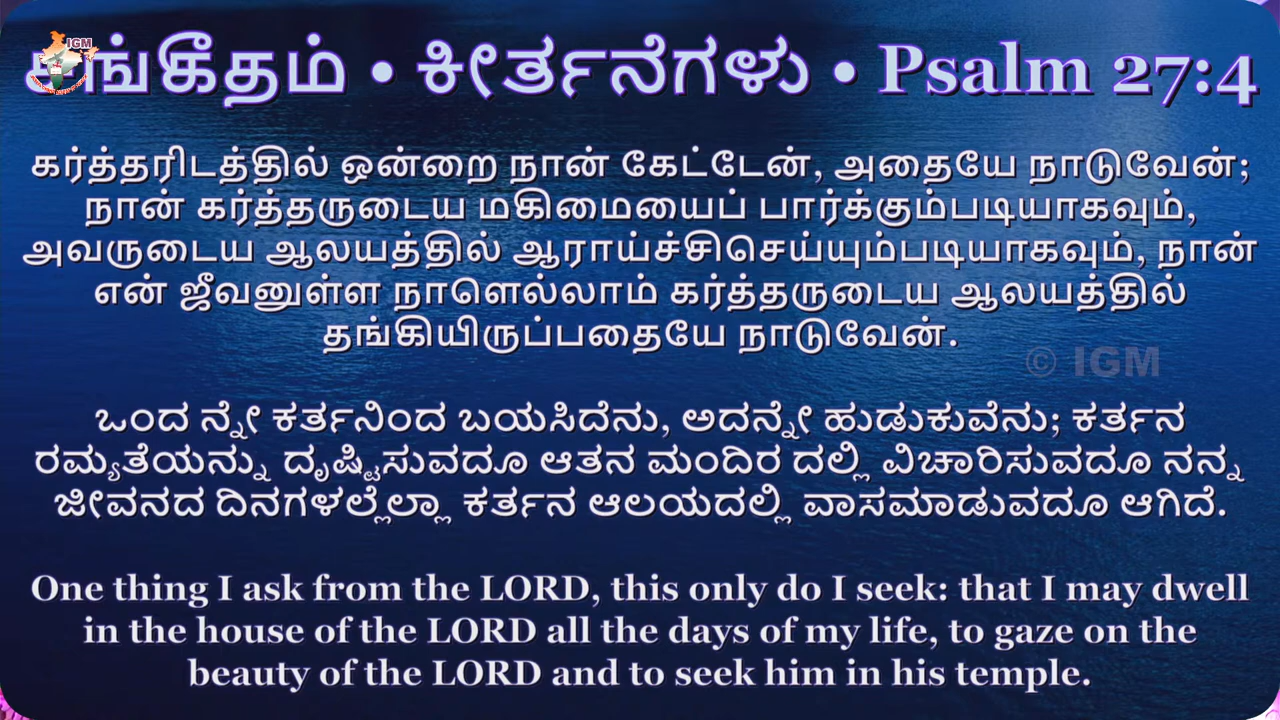 சங்கீதம் • ಕೀರ್ತನೆಗಳು • Psalm 27:4
IGM
கர்த்தரிடத்தில் ஒன்றை நான் கேட்டேன், அதையே நாடுவேன்;
நான் கர்த்தருடைய மகிமையைப் பார்க்கும்படியாகவும்,
அவருடைய ஆலயத்தில் ஆராய்ச்சிசெய்யும்படியாகவும், நான்
என் ஜீவனுள்ள நாளெல்லாம் கர்த்தருடைய ஆலயத்தில்
தங்கியிருப்பதையே நாடுவேன்.
© IGM
ಒಂದ ನ್ನೇ ಕರ್ತನಿಂದ ಬಯಸಿದೆನು, ಅದನ್ನೇ ಹುಡುಕುವೆನು; ಕರ್ತನ
ರಮ್ಯತೆಯನ್ನು ದೃಷ್ಟಿಸುವದೂ ಆತನ ಮಂದಿರ ದಲ್ಲಿ ವಿಚಾರಿಸುವದೂ ನನ್ನ
ಜೀವನದ ದಿನಗಳಲ್ಲೆಲ್ಲಾ ಕರ್ತನ ಆಲಯದಲ್ಲಿ ವಾಸಮಾಡುವದೂ ಆಗಿದೆ.
One thing I ask from the LORD, this only do I seek: that I may dwell
in the house of the LORD all the days of my life, to gaze on the
beauty of the LORD and to seek him in his temple.